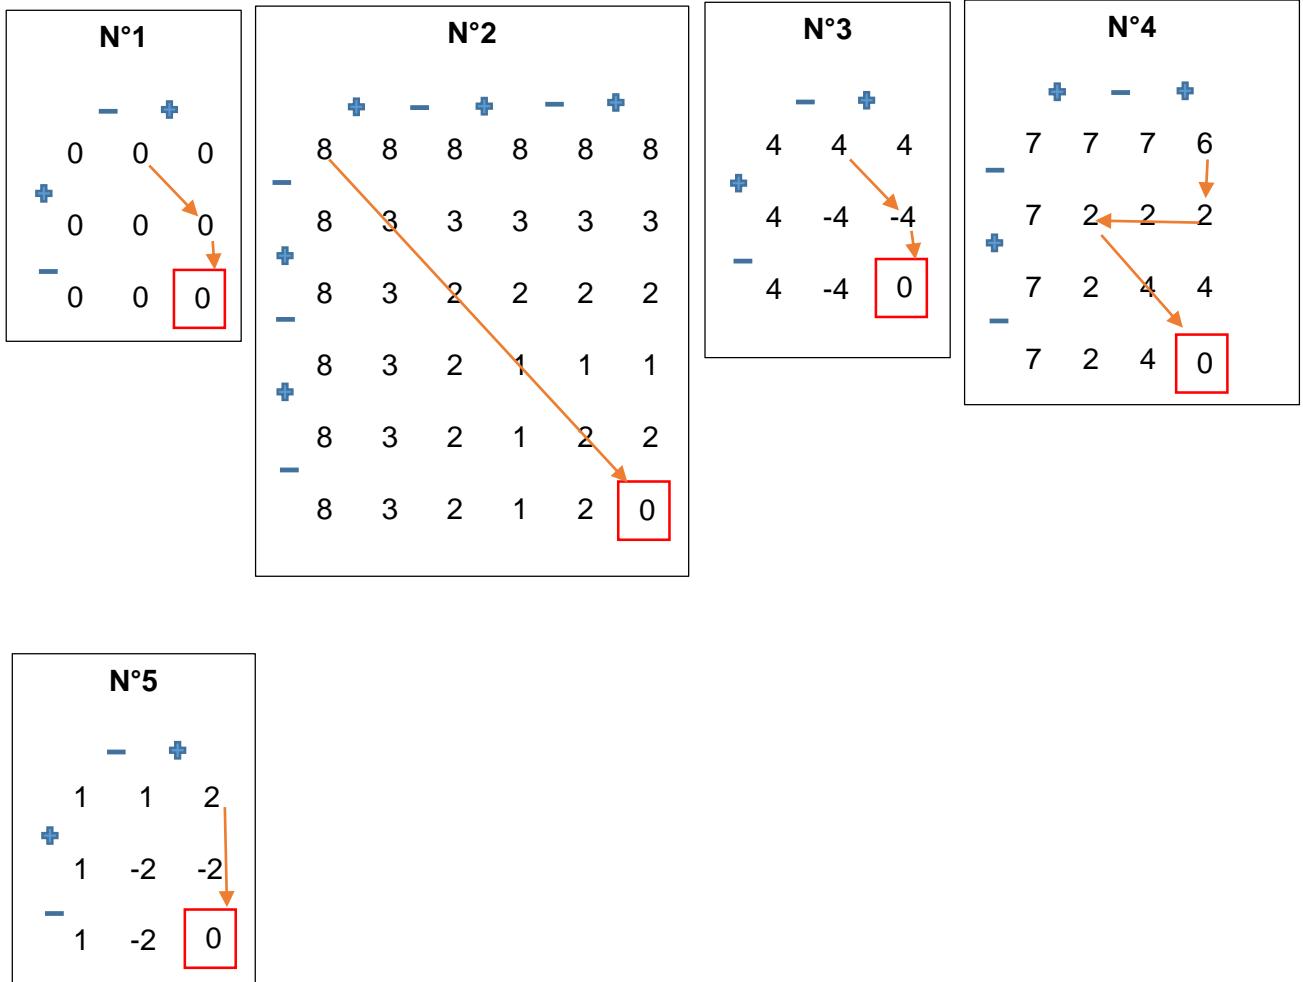 N°1
− +
0 0 0
+
0 0 0
−
0 0 0
N°2
+ − + − +
8 8 8 8 8 8
−
8 3 3 3 3 3
+
8 3 2 2 2 2
−
8 3 2 1 1 1
+
8 3 2 1 2 2
−
8 3 2 1 2 0
N°3
− +
4 4 4
+
4 -4 -4
−
4 -4 0
N°4
+ − +
7 7 7 6
−
7 2 2 2
+
7 2 4 4
−
7 2 4 0
N°5
− +
1 1 2
+
1 -2 -2
−
1 -2 0